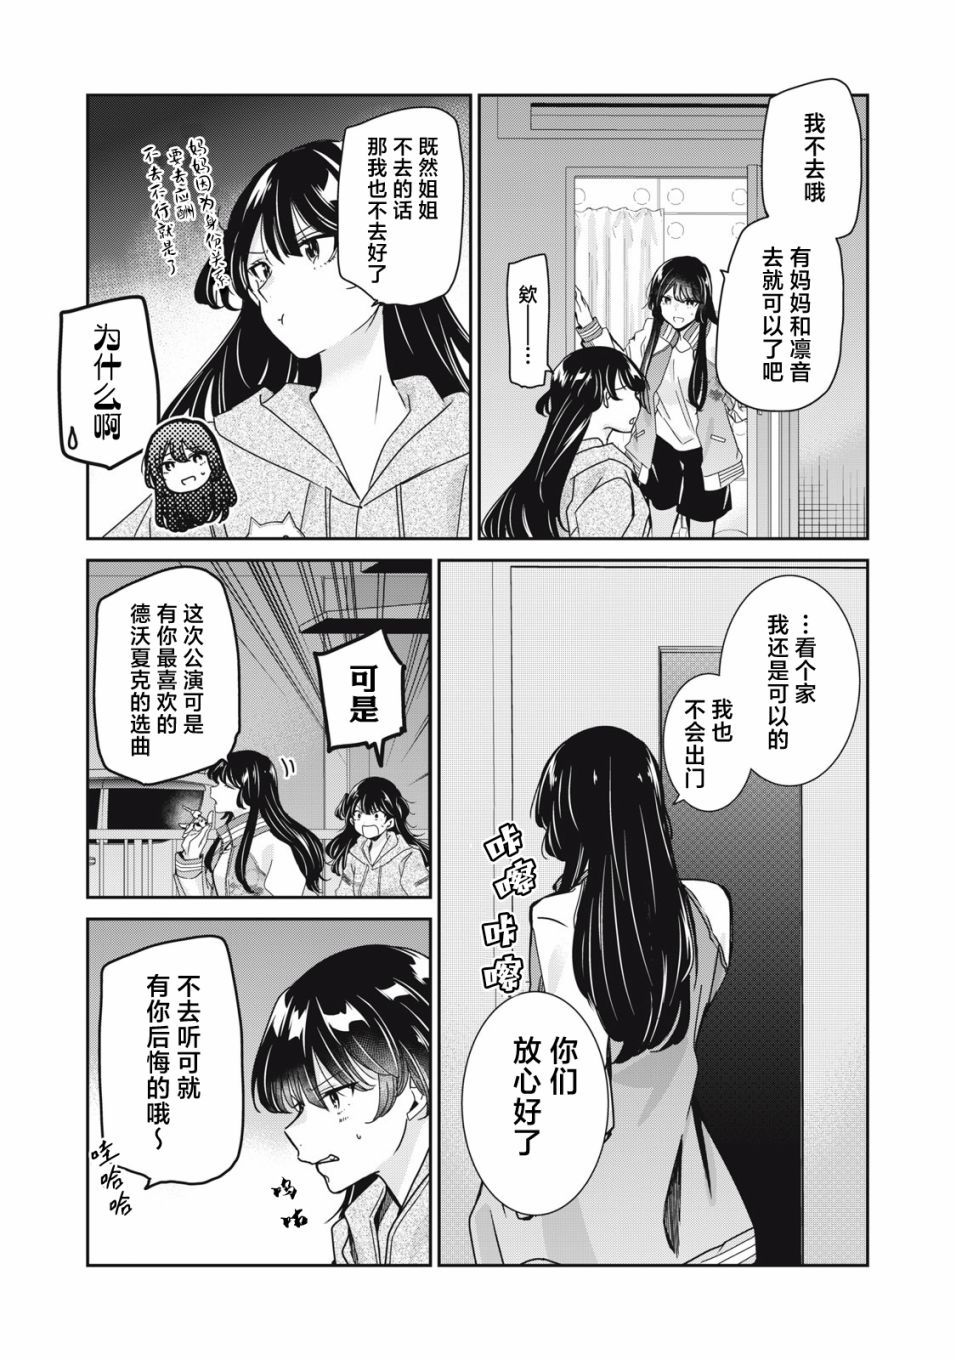 我不去哦
有妈妈和凛音
去就可以了吧
欸——……
既然姐姐
不去的话
那我也不去好了
妈妈因为身份关系
要去应酬
不去不行就是了
为什么啊
…看个家
我还是可以的
我也
不会出门
咔嚓咔嚓
你们
放心好了
可是
这次公演可是
有你最喜欢的
德沃夏克的选曲
不去听可就
有你后悔的哦～
哇哈哈
呜咕